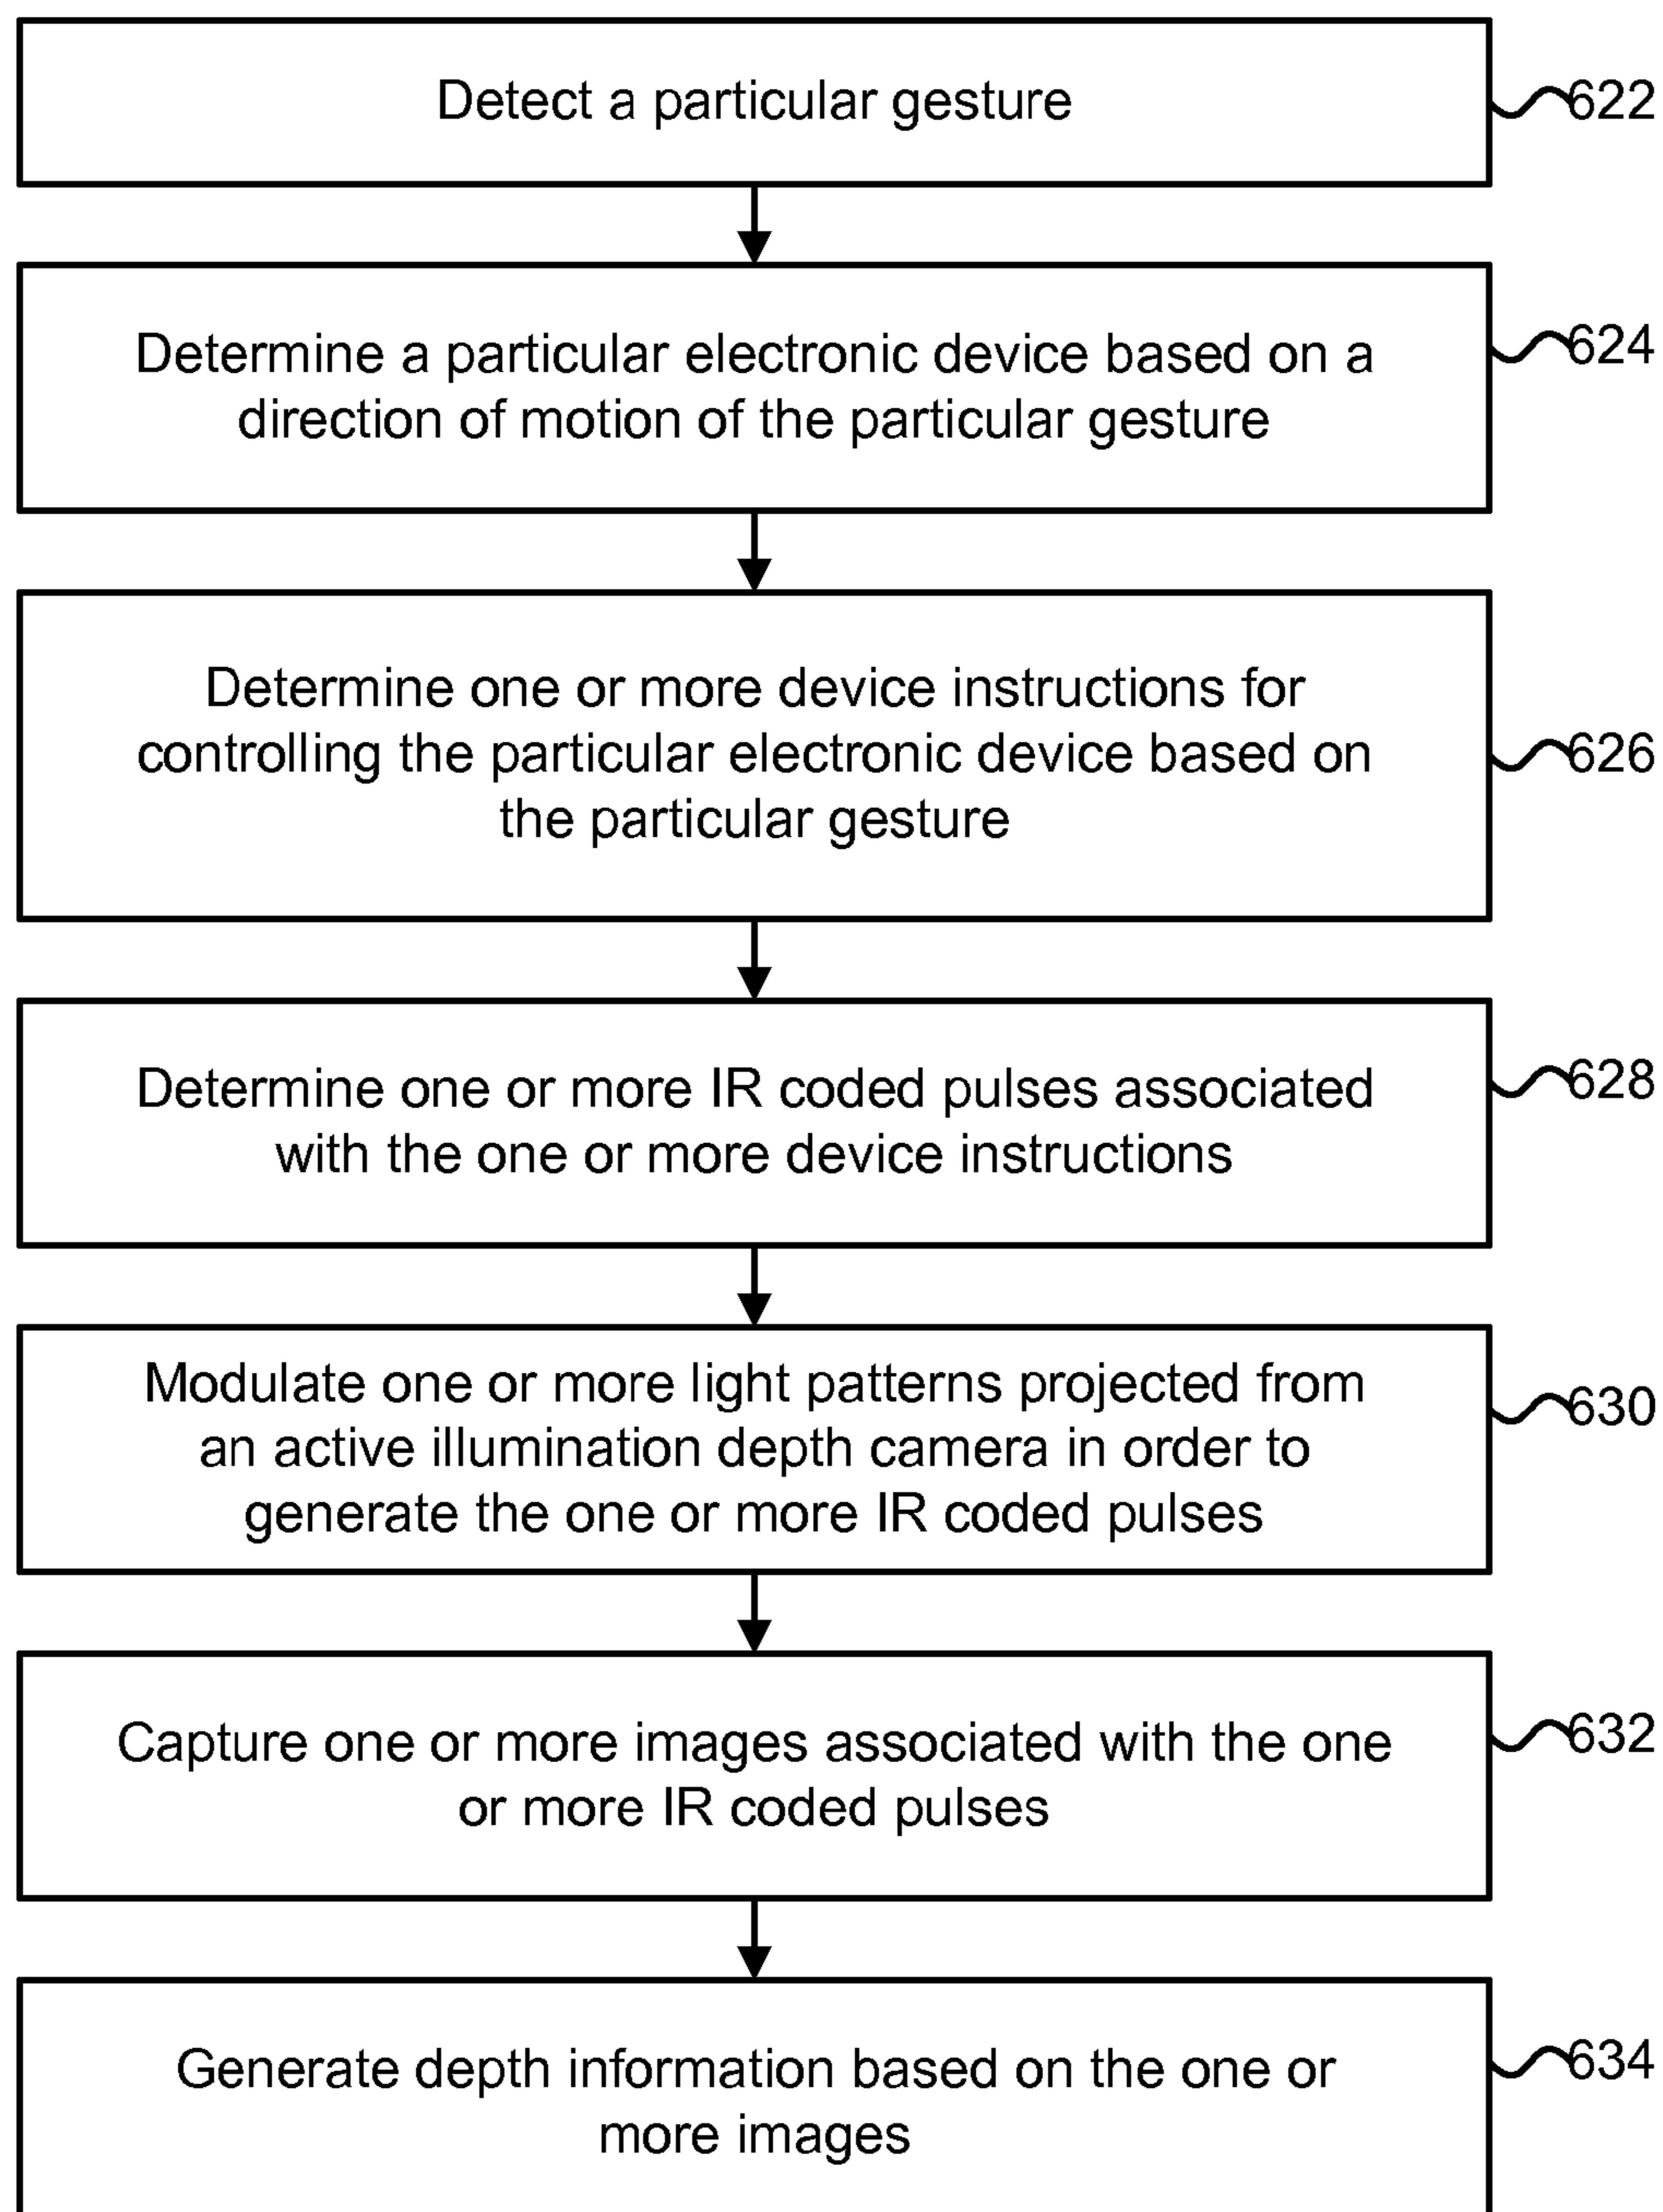 Detect a particular gesture
622
Determine a particular electronic device based on a
direction of motion of the particular gesture
624
Determine one or more device instructions for
controlling the particular electronic device based on
the particular gesture
626
Determine one or more IR coded pulses associated
with the one or more device instructions
628
Modulate one or more light patterns projected from
an active illumination depth camera in order to
generate the one or more IR coded pulses
630
Capture one or more images associated with the one
or more IR coded pulses
632
Generate depth information based on the one or
more images
634